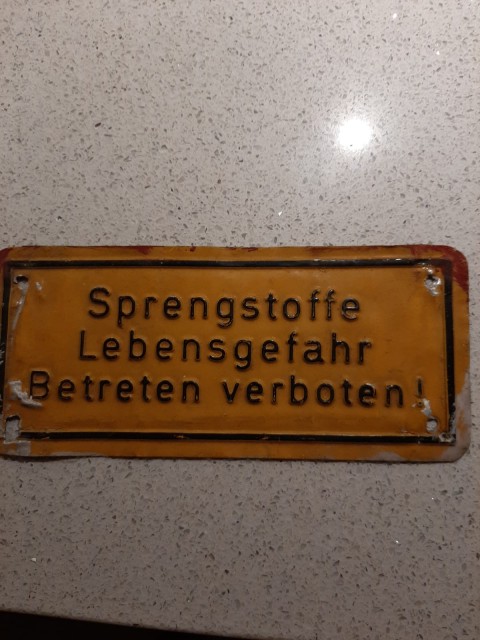 Sprengstoffe
Lebensgefahr
Betreten verboten!